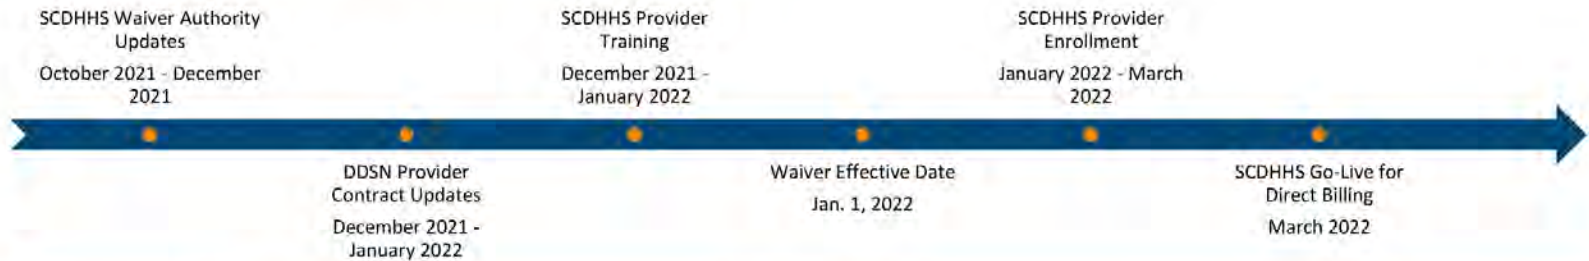 SCDHHS Waiver Authority
Updates
October 2021 - December
2021
DDSN Provider
Contract Updates
December 2021 -
January 2022
SCDHHS Provider
Training
December 2021 -
January 2022
Waiver Effective Date
Jan. 1, 2022
SCDHHS Provider
Enrollment
January 2022 - March
2022
SCDHHS Go-Live for
Direct Billing
March 2022